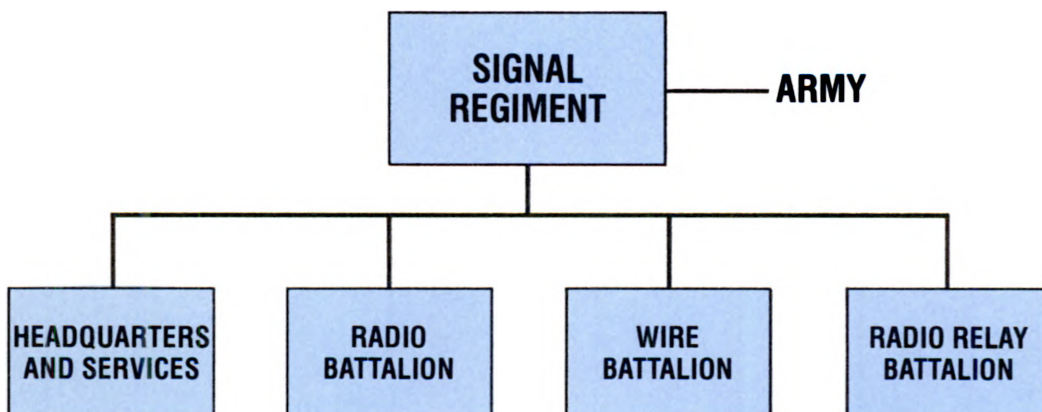 SIGNAL
REGIMENT
ARMY
HEADQUARTERS
AND SERVICES
RADIO
BATTALION
WIRE
BATTALION
RADIO RELAY
BATTALION